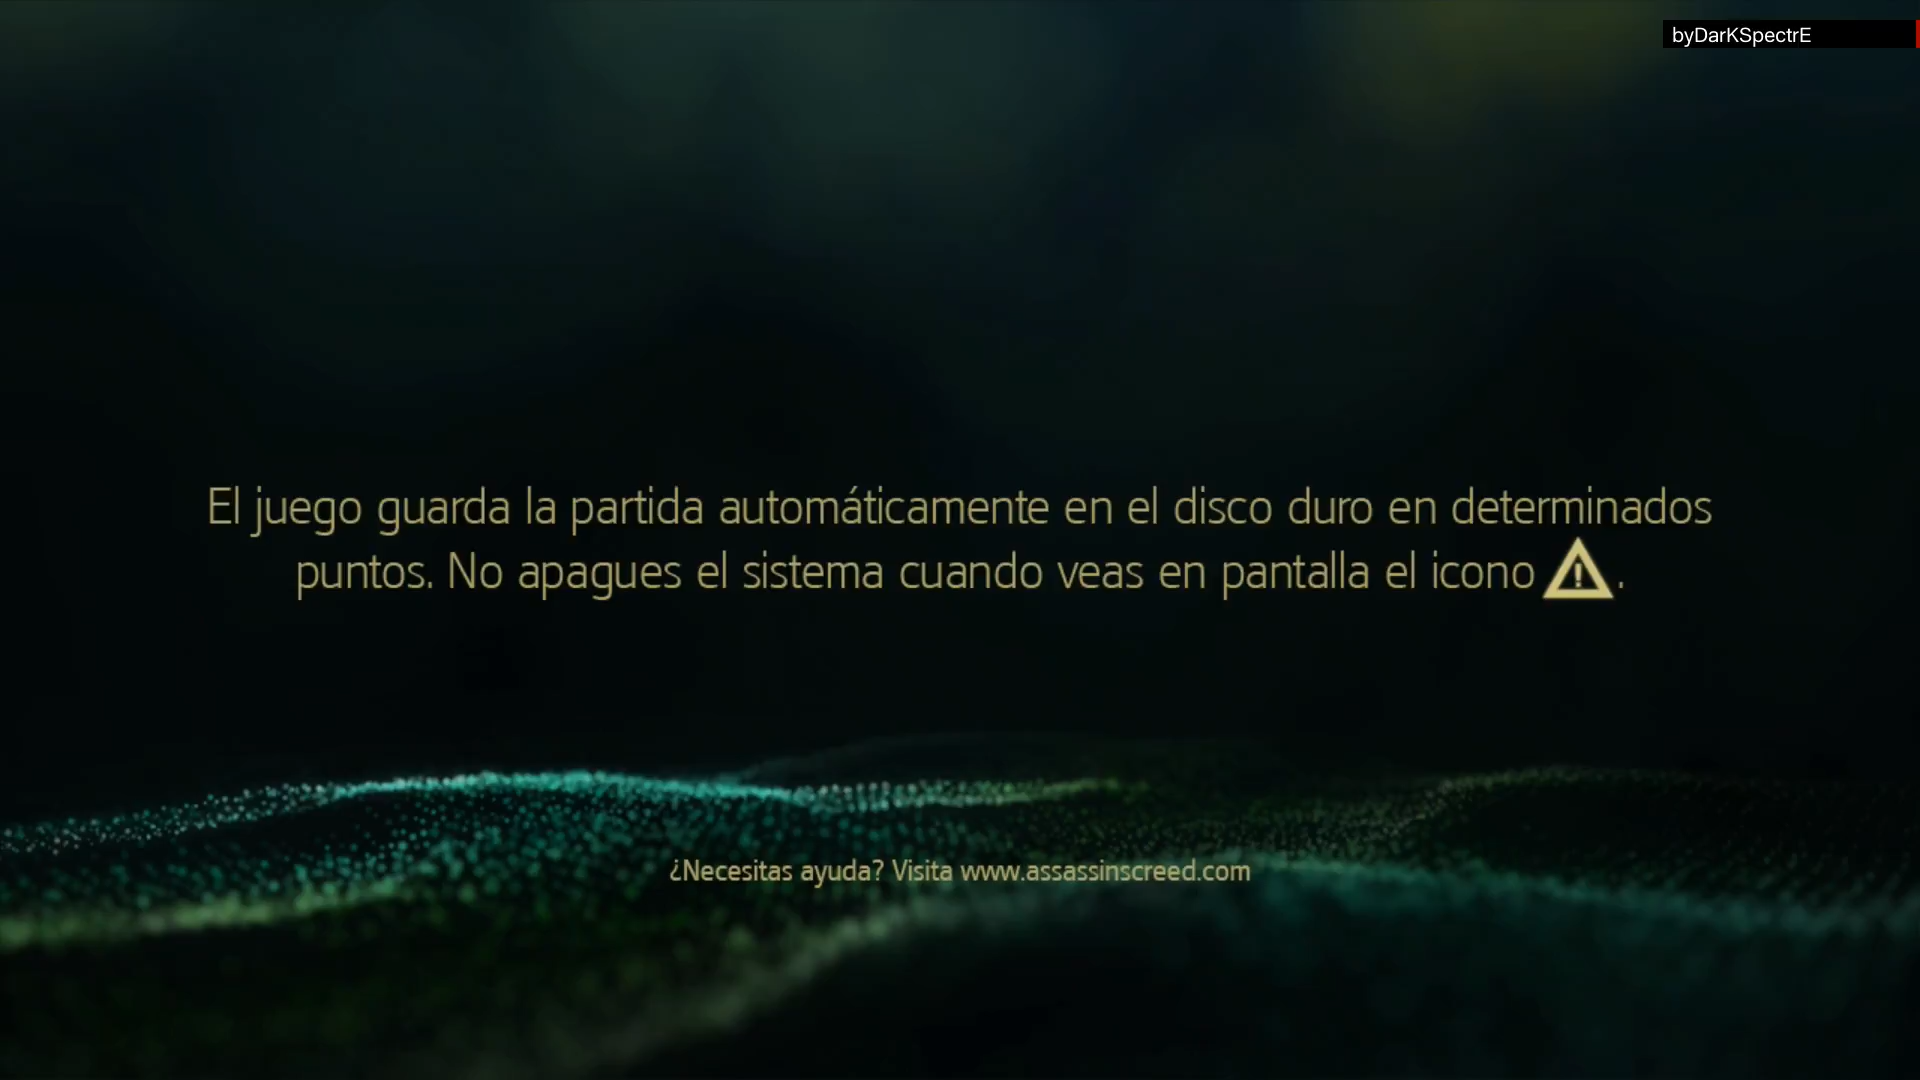 byDarKSpectrE
El juego guarda la partida automáticamente en el disco duro en determinados
puntos. No apagues el sistema cuando veas en pantalla el icono .
¿Necesitas ayuda? Visita www.assassinscreed.com